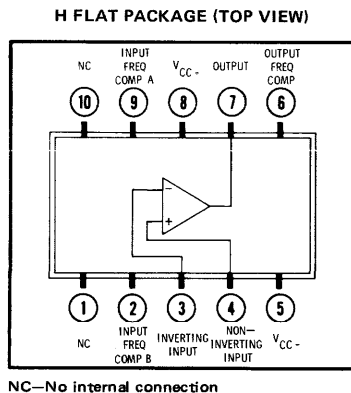 H FLAT PACKAGE (TOP VIEW)
NC
INPUT
FREQ
COMP A
VCC-
OUTPUT
OUTPUT
FREQ
COMP
10
9
8
7
6
-
+
1
2
3
4
5
NC
INPUT
FREQ
COMP B
INVERTING
INPUT
NON-
INVERTING
INPUT
VCC-
NC—No internal connection